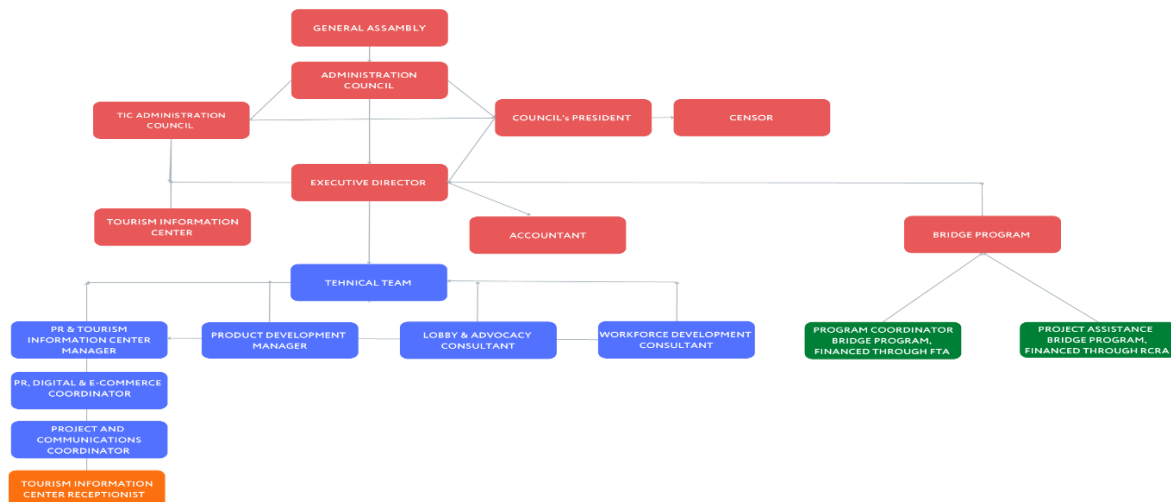 GENERAL ASSAMBLY
ADMINISTRATION
COUNCIL
TIC ADMINISTRATION
COUNCIL
COUNCIL's PRESIDENT
CENSOR
EXECUTIVE DIRECTOR
TOURISM INFORMATION
CENTER
ACCOUNTANT
BRIDGE PROGRAM
TEHNICAL TEAM
PR & TOURISM
INFORMATION CENTER
MANAGER
PRODUCT DEVELOPMENT
MANAGER
LOBBY & ADVOCACY
CONSULTANT
WORKFORCE DEVELOPMENT
CONSULTANT
PROGRAM COORDINATOR
BRIDGE PROGRAM,
FINANCED THROUGH FTA
PROJECT ASSISTANCE
BRIDGE PROGRAM,
FINANCED THROUGH RCRA
PR, DIGITAL & E-COMMERCE
COORDINATOR
PROJECT AND
COMMUNICATIONS
COORDINATOR
TOURISM INFORMATION
CENTER RECEPTIONIST